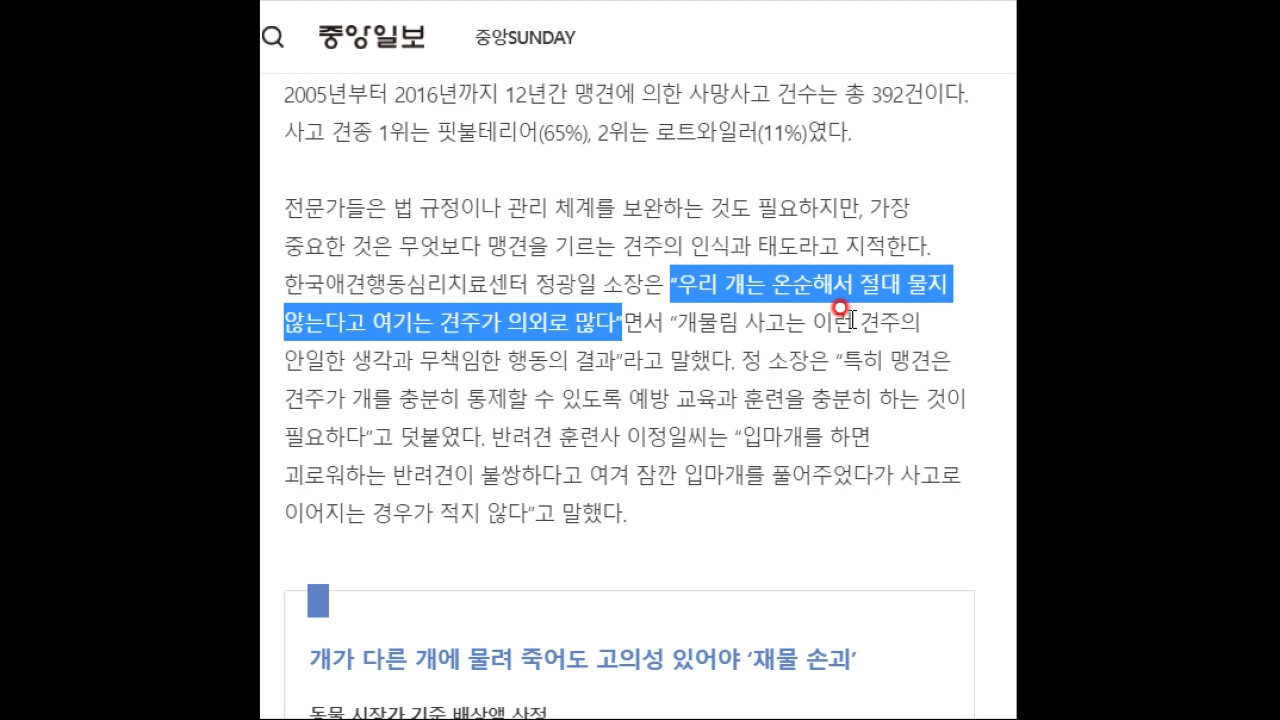 중앙일보 중앙SUNDAY
2005년부터 2016년까지 12년간 맹견에 의한 사망사고 건수는 총 392건이다.
사고 견종 1위는 핏불테리어(65%), 2위는 로트와일러(11%)였다.
전문가들은 법 규정이나 관리 체계를 보완하는 것도 필요하지만, 가장
중요한 것은 무엇보다 맹견을 기르는 견주의 인식과 태도라고 지적한다.
한국애견행동심리치료센터 정광일 소장은 “우리 개는 온순해서 절대 물지
않는다고 여기는 견주가 의외로 많다”면서 “개물림 사고는 이런 견주의
안일한 생각과 무책임한 행동의 결과”라고 말했다. 정 소장은 “특히 맹견은
견주가 개를 충분히 통제할 수 있도록 예방 교육과 훈련을 충분히 하는 것이
필요하다”고 덧붙였다. 반려견 훈련사 이정일씨는 “입마개를 하면
괴로워하는 반려견이 불쌍하다고 여겨 잠깐 입마개를 풀어주었다가 사고로
이어지는 경우가 적지 않다”고 말했다.
개가 다른 개에 물려 죽어도 고의성 있어야 ‘재물 손괴’
동물 시장가 기준 배상액 산정